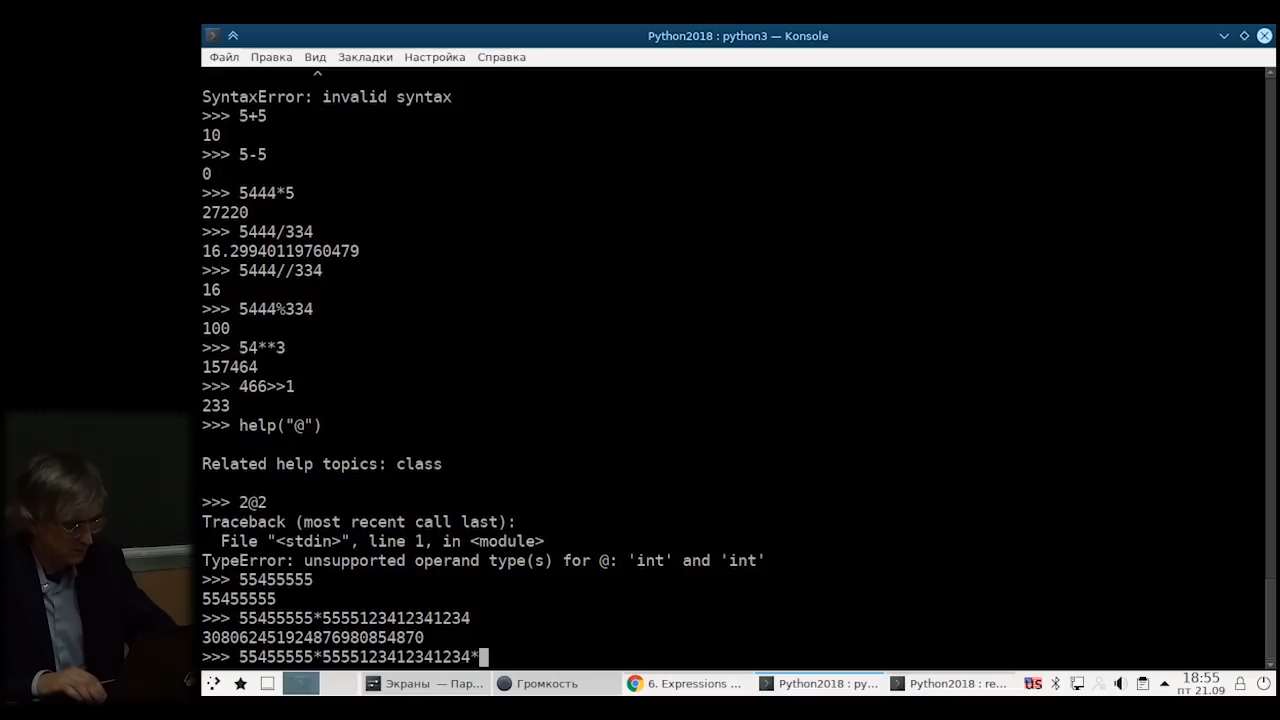 Python2018 : python3 — Konsole
Файл Правка Вид Закладки Настройка Справка
^
SyntaxError: invalid syntax
>>> 5+5
10
>>> 5-5
0
>>> 5444*5
27220
>>> 5444/334
16.29940119760479
>>> 5444//334
16
>>> 5444%334
100
>>> 54**3
157464
>>> 466>>1
233
>>> help("@")
Related help topics: class
>>> 2@2
Traceback (most recent call last):
File "<stdin>", line 1, in <module>
TypeError: unsupported operand type(s) for @: 'int' and 'int'
>>> 55455555
55455555
>>> 55455555*5555123412341234
308062451924876980854870
>>> 55455555*5555123412341234*
Экраны — Пар... Громкость 6. Expressions ... Python2018 : py... Python2018 : re... us 18:55
пт 21.09